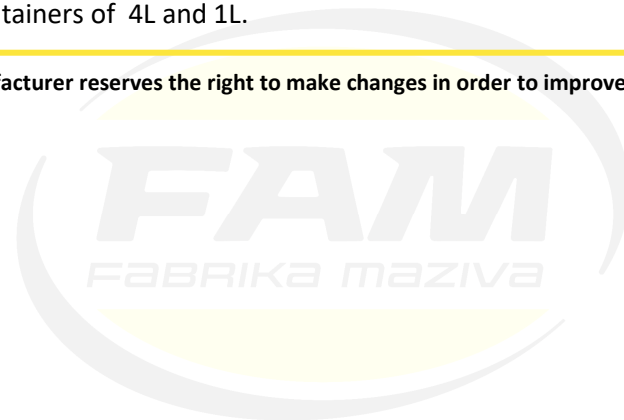 tainers of 4L and 1L.
facturer reserves the right to make changes in order to improve
FAM
FABRIKA MAZIVA